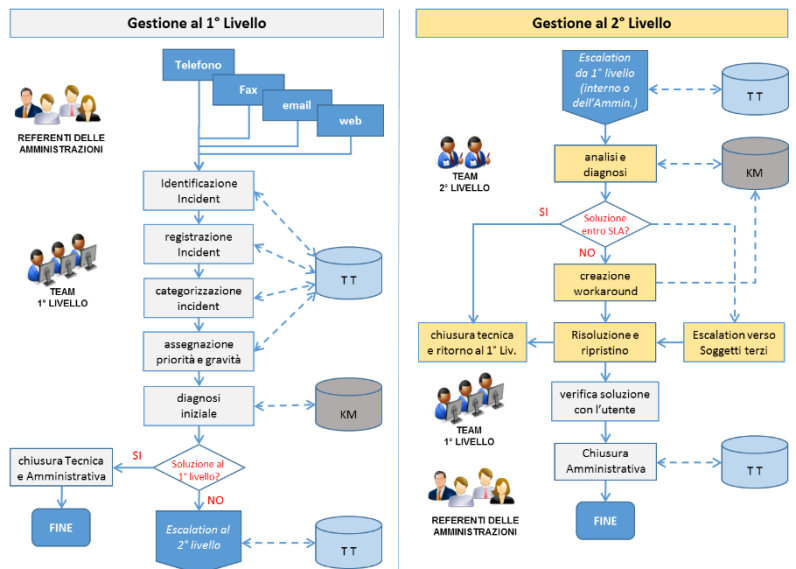 Gestione al 1° Livello
Telefono
Fax
email
web
REFERENTI DELLE
AMMINISTRAZIONI
Identificazione
Incident
registrazione
Incident
TEAM
1° LIVELLO
categorizzazione
incident
TT
assegnazione
priorità e gravità
diagnosi
iniziale
KM
SI
chiusura Tecnica
e Amministrativa
Soluzione al
1° livello?
NO
FINE
Escalation al
2° livello
TT
Gestione al 2° Livello
Escalation
da 1° livello
(interno o
dell'Ammin.)
TT
TEAM
2° LIVELLO
analisi e
diagnosi
KM
SI
Soluzione
entro SLA?
NO
creazione
workaround
chiusura tecnica
e ritorno al 1° Liv.
Risoluzione e
ripristino
Escalation verso
Soggetti terzi
TEAM
1° LIVELLO
verifica soluzione
con l'utente
Chiusura
Amministrativa
TT
REFERENTI DELLE
AMMINISTRAZIONI
FINE